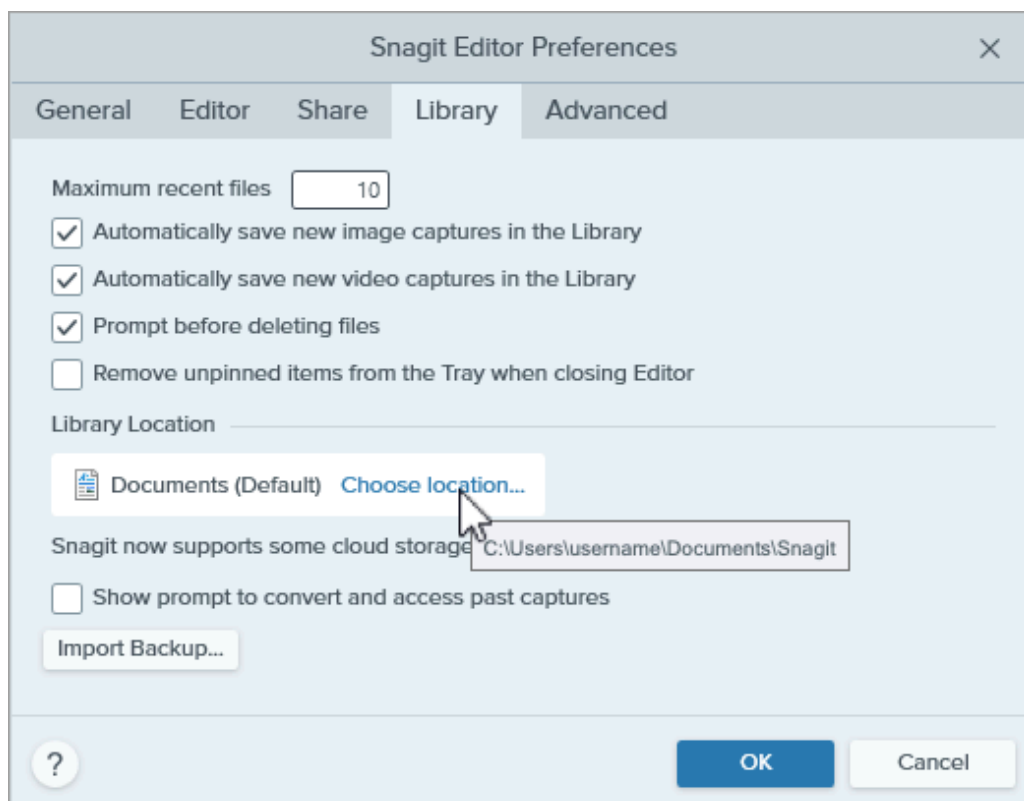 Snagit Editor Preferences
General Editor Share Library Advanced
Maximum recent files 10
Automatically save new image captures in the Library
Automatically save new video captures in the Library
Prompt before deleting files
Remove unpinned items from the Tray when closing Editor
Library Location
Documents (Default) Choose location...
Snagit now supports some cloud storage
C:\Users\username\Documents\Snagit
Show prompt to convert and access past captures
Import Backup...
? OK Cancel